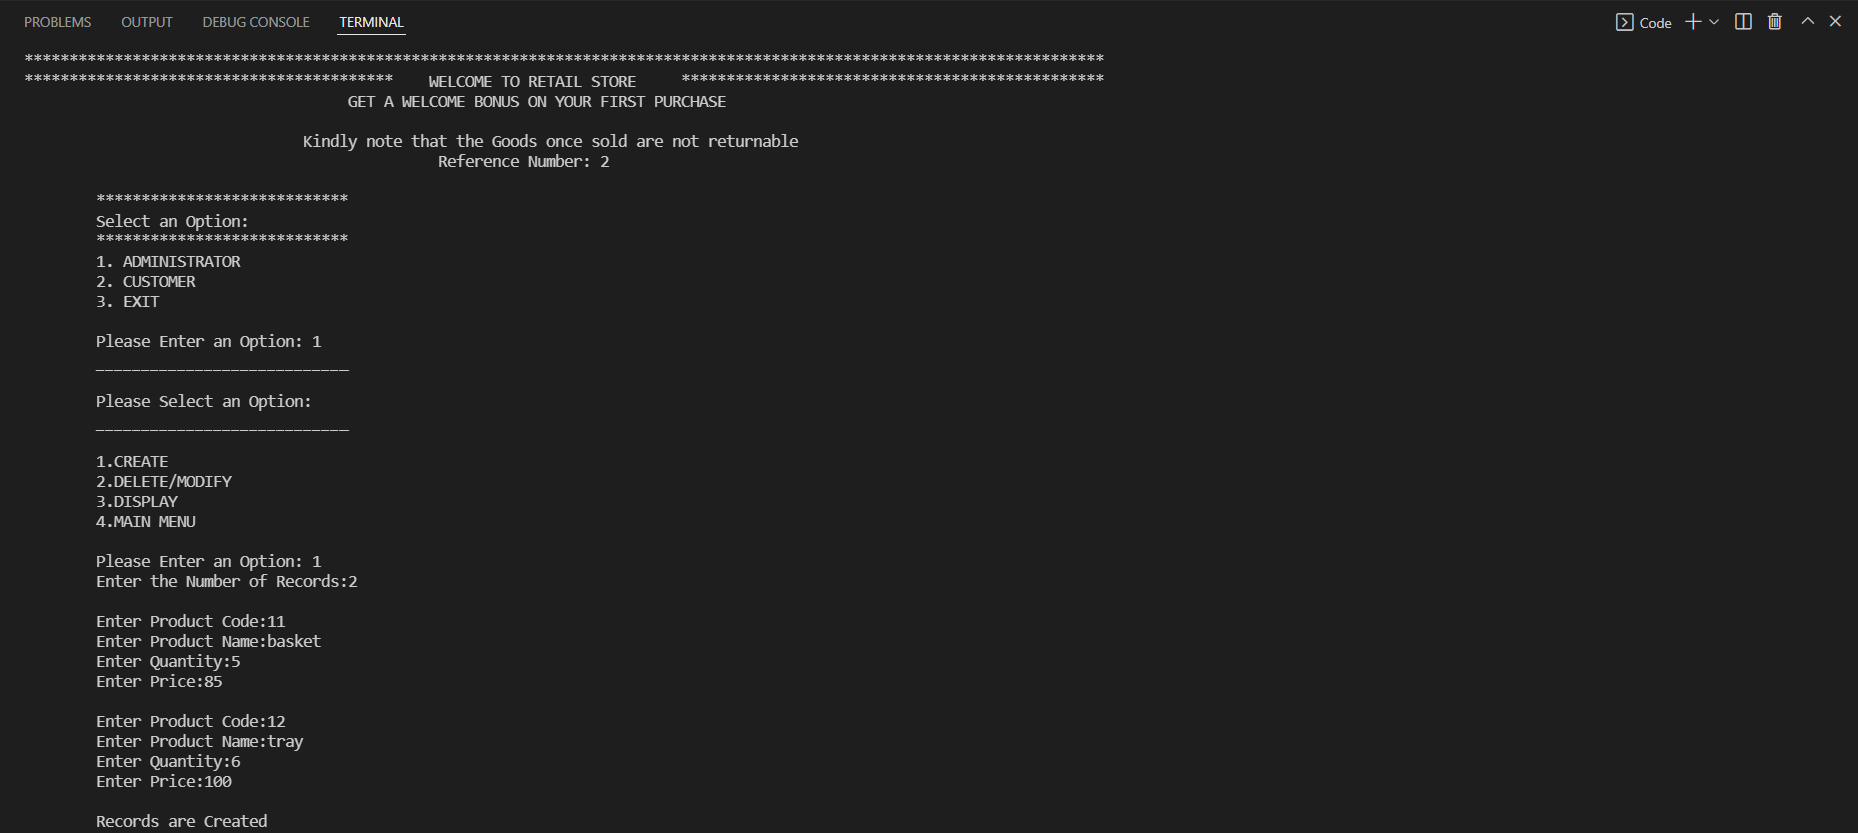 PROBLEMS OUTPUT DEBUG CONSOLE TERMINAL Code
************************************************************************************************************************
***************************************** WELCOME TO RETAIL STORE ***********************************************
GET A WELCOME BONUS ON YOUR FIRST PURCHASE
Kindly note that the Goods once sold are not returnable
Reference Number: 2
****************************
Select an Option:
****************************
1. ADMINISTRATOR
2. CUSTOMER
3. EXIT
Please Enter an Option: 1
____________________________
Please Select an Option:
____________________________
1.CREATE
2.DELETE/MODIFY
3.DISPLAY
4.MAIN MENU
Please Enter an Option: 1
Enter the Number of Records:2
Enter Product Code:11
Enter Product Name:basket
Enter Quantity:5
Enter Price:85
Enter Product Code:12
Enter Product Name:tray
Enter Quantity:6
Enter Price:100
Records are Created